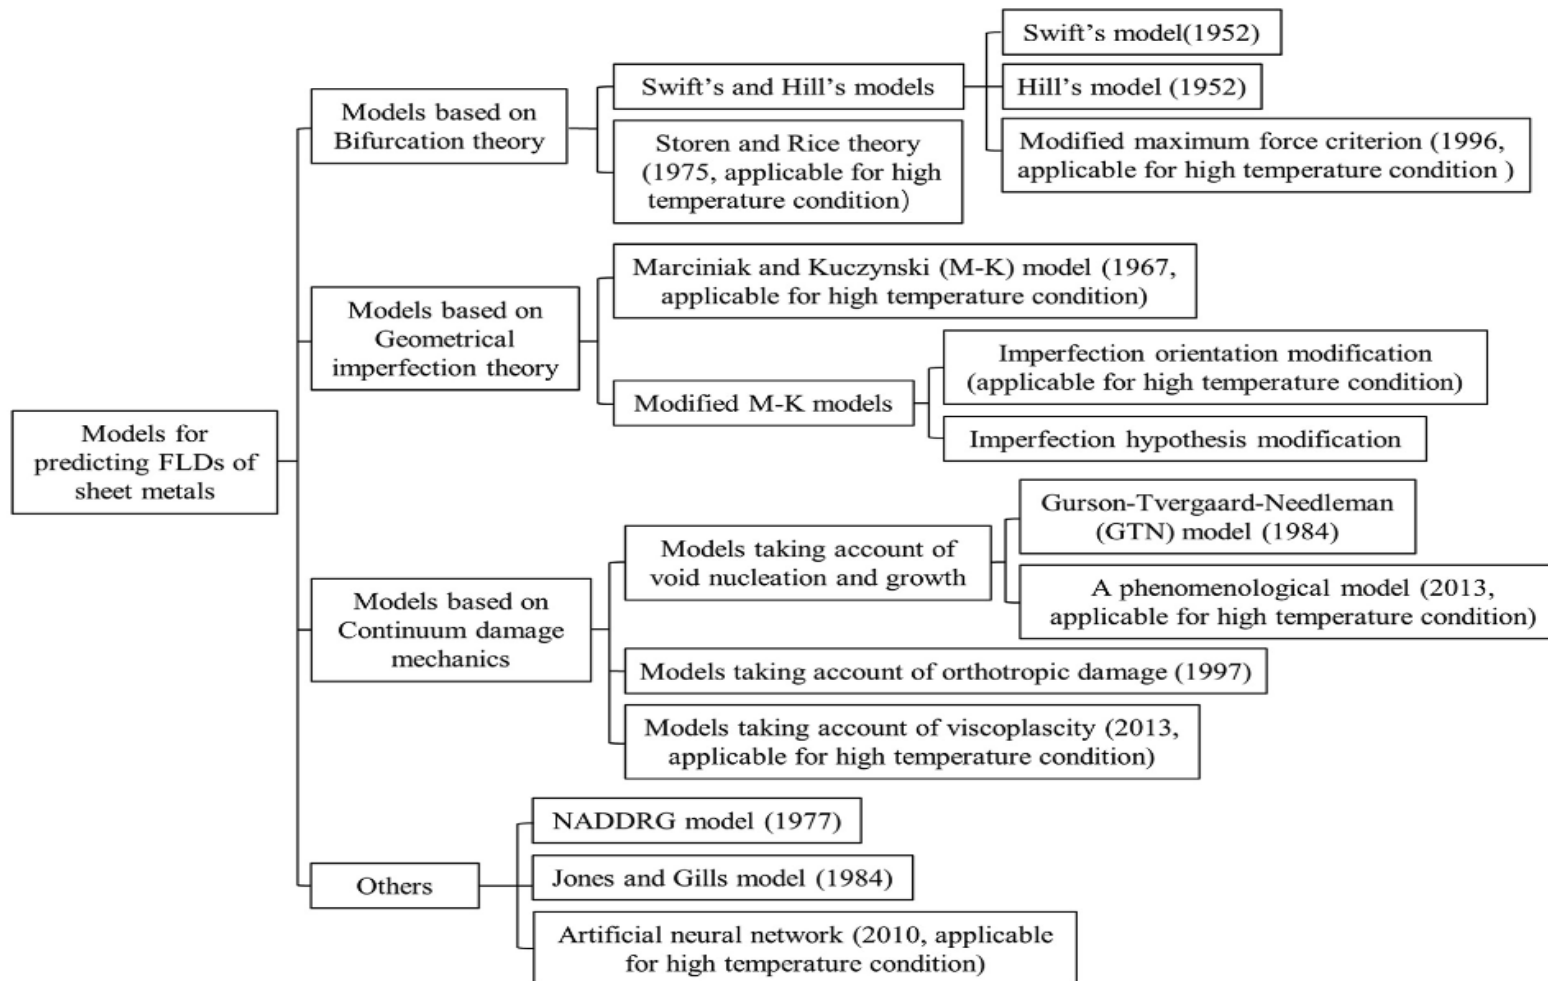 Models for
predicting FLDs of
sheet metals
Models based on
Bifurcation theory
Swift’s and Hill’s models
Swift’s model(1952)
Hill’s model (1952)
Modified maximum force criterion (1996,
applicable for high temperature condition )
Storen and Rice theory
(1975, applicable for high
temperature condition)
Models based on
Geometrical
imperfection theory
Marciniak and Kuczynski (M-K) model (1967,
applicable for high temperature condition)
Modified M-K models
Imperfection orientation modification
(applicable for high temperature condition)
Imperfection hypothesis modification
Models based on
Continuum damage
mechanics
Models taking account of
void nucleation and growth
Gurson-Tvergaard-Needleman
(GTN) model (1984)
A phenomenological model (2013,
applicable for high temperature condition)
Models taking account of orthotropic damage (1997)
Models taking account of viscoplascity (2013,
applicable for high temperature condition)
Others
NADDRG model (1977)
Jones and Gills model (1984)
Artificial neural network (2010, applicable
for high temperature condition)